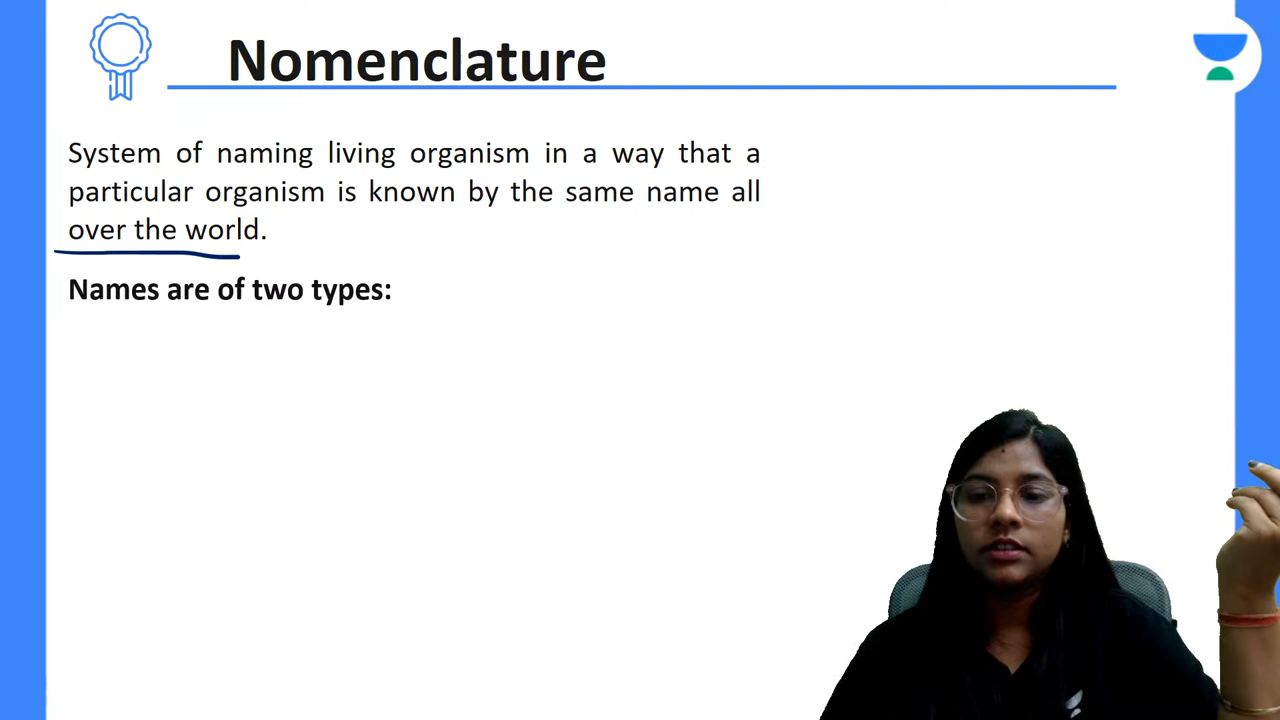 Nomenclature
System of naming living organism in a way that a
particular organism is known by the same name all
over the world.
Names are of two types: